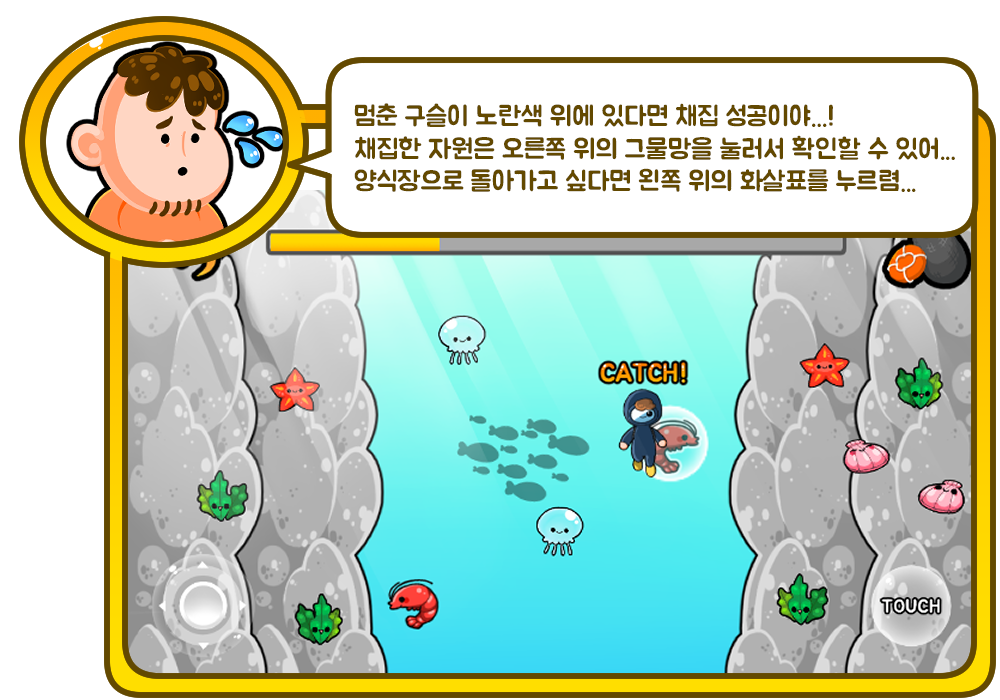 멈춘 구슬이 노란색 위에 있다면 채집 성공이야...!
채집한 자원은 오른쪽 위의 그물망을 눌러서 확인할 수 있어...
양식장으로 돌아가고 싶다면 왼쪽 위의 화살표를 누르렴...
CATCH!
TOUCH